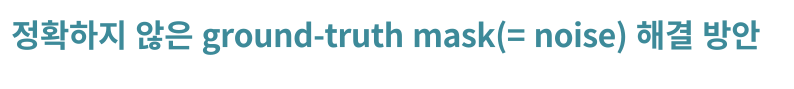 정확하지 않은 ground-truth mask(= noise) 해결 방안